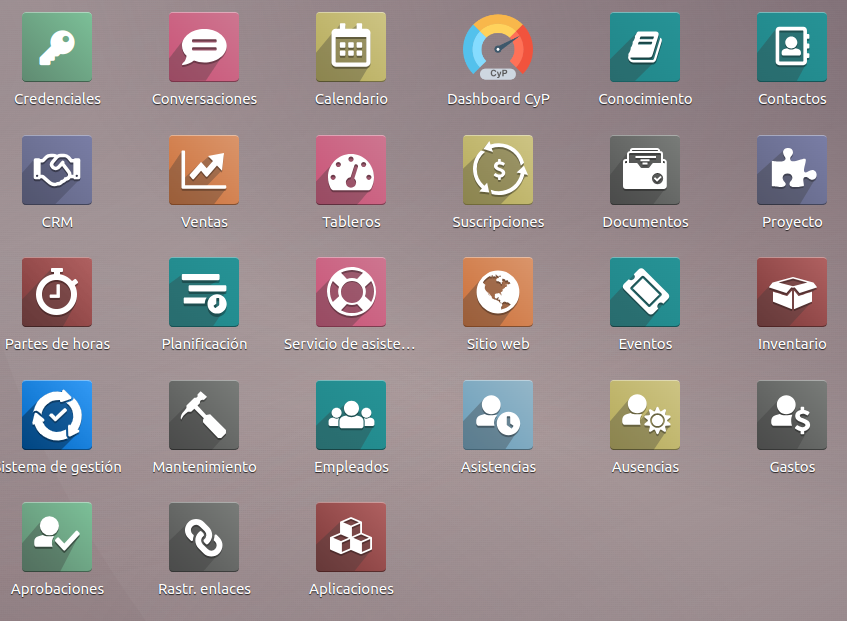 Credenciales
Conversaciones
Calendario
CyP
Dashboard CyP
Conocimiento
Contactos
CRM
Ventas
Tableros
$
Suscripciones
Documentos
Proyecto
Partes de horas
Planificación
Servicio de asiste...
Sitio web
Eventos
Inventario
istema de gestión
Mantenimiento
Empleados
Asistencias
Ausencias
$
Gastos
Aprobaciones
Rastr. enlaces
Aplicaciones